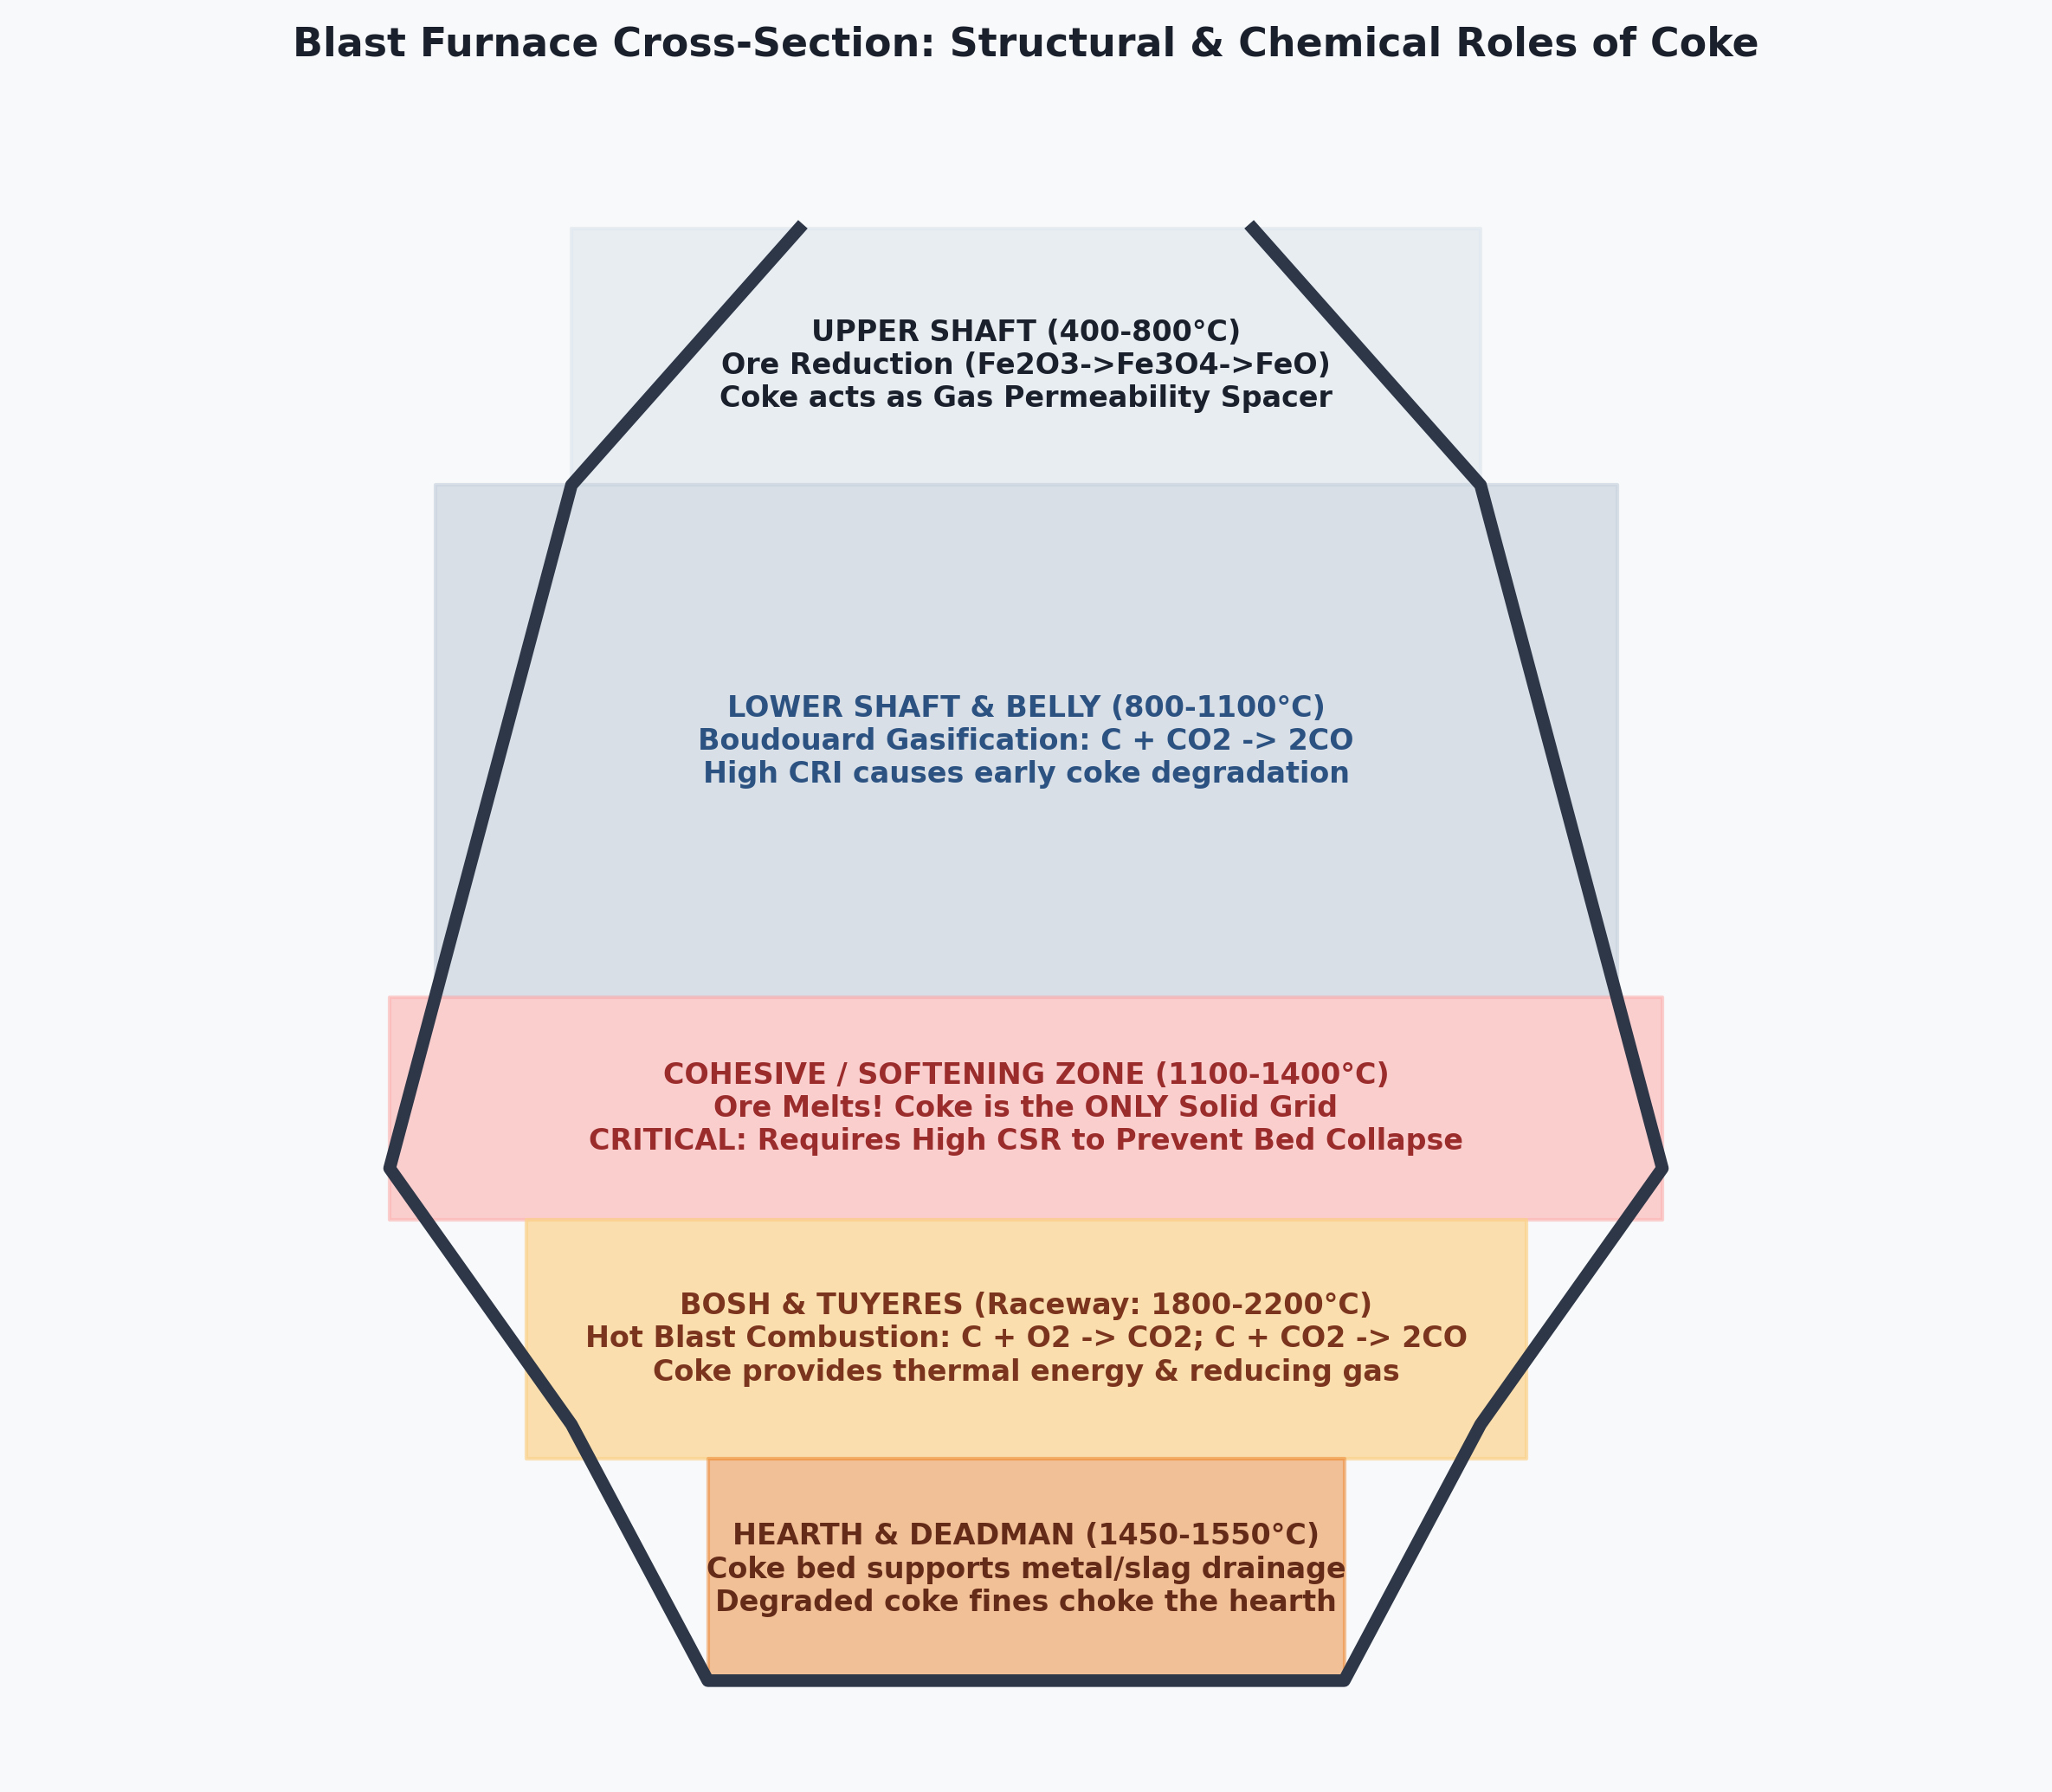 Blast Furnace Cross-Section: Structural & Chemical Roles of Coke
UPPER SHAFT (400-800°C)
Ore Reduction (Fe2O3->Fe3O4->FeO)
Coke acts as Gas Permeability Spacer
LOWER SHAFT & BELLY (800-1100°C)
Boudouard Gasification: C + CO2 -> 2CO
High CRI causes early coke degradation
COHESIVE / SOFTENING ZONE (1100-1400°C)
Ore Melts! Coke is the ONLY Solid Grid
CRITICAL: Requires High CSR to Prevent Bed Collapse
BOSH & TUYERES (Raceway: 1800-2200°C)
Hot Blast Combustion: C + O2 -> CO2; C + CO2 -> 2CO
Coke provides thermal energy & reducing gas
HEARTH & DEADMAN (1450-1550°C)
Coke bed supports metal/slag drainage
Degraded coke fines choke the hearth